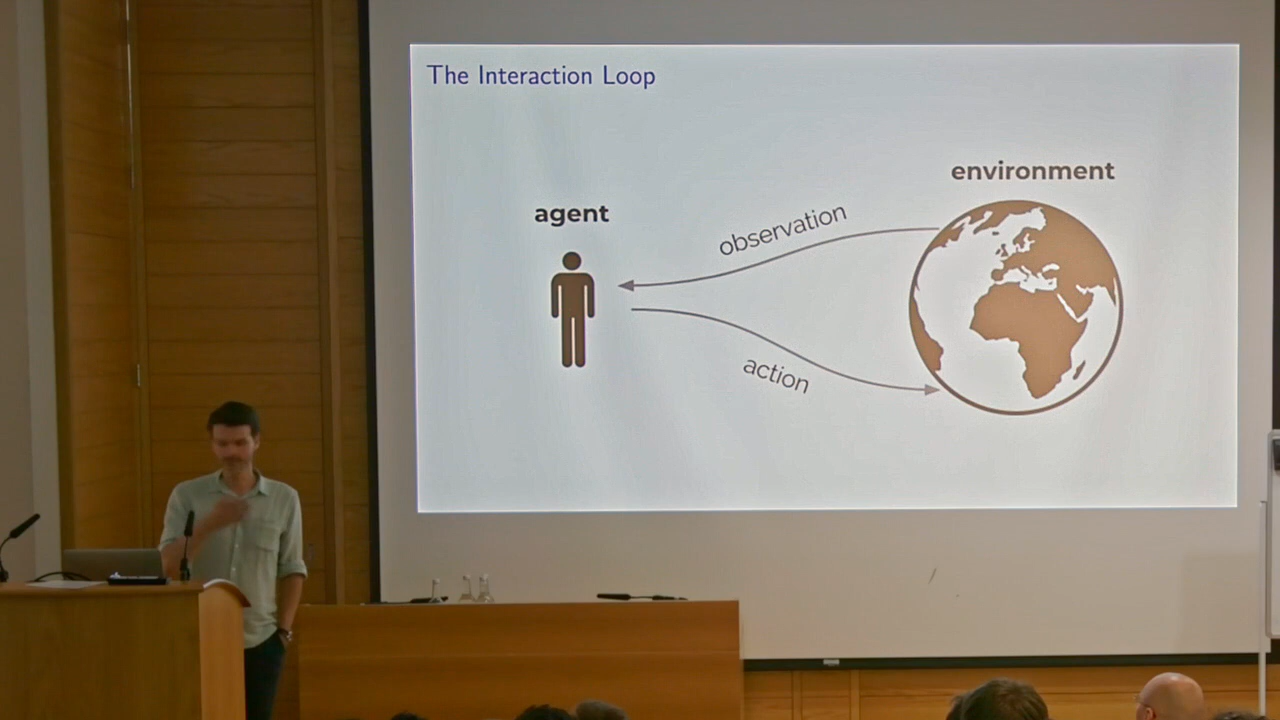 The Interaction Loop
environment
agent
observation
action